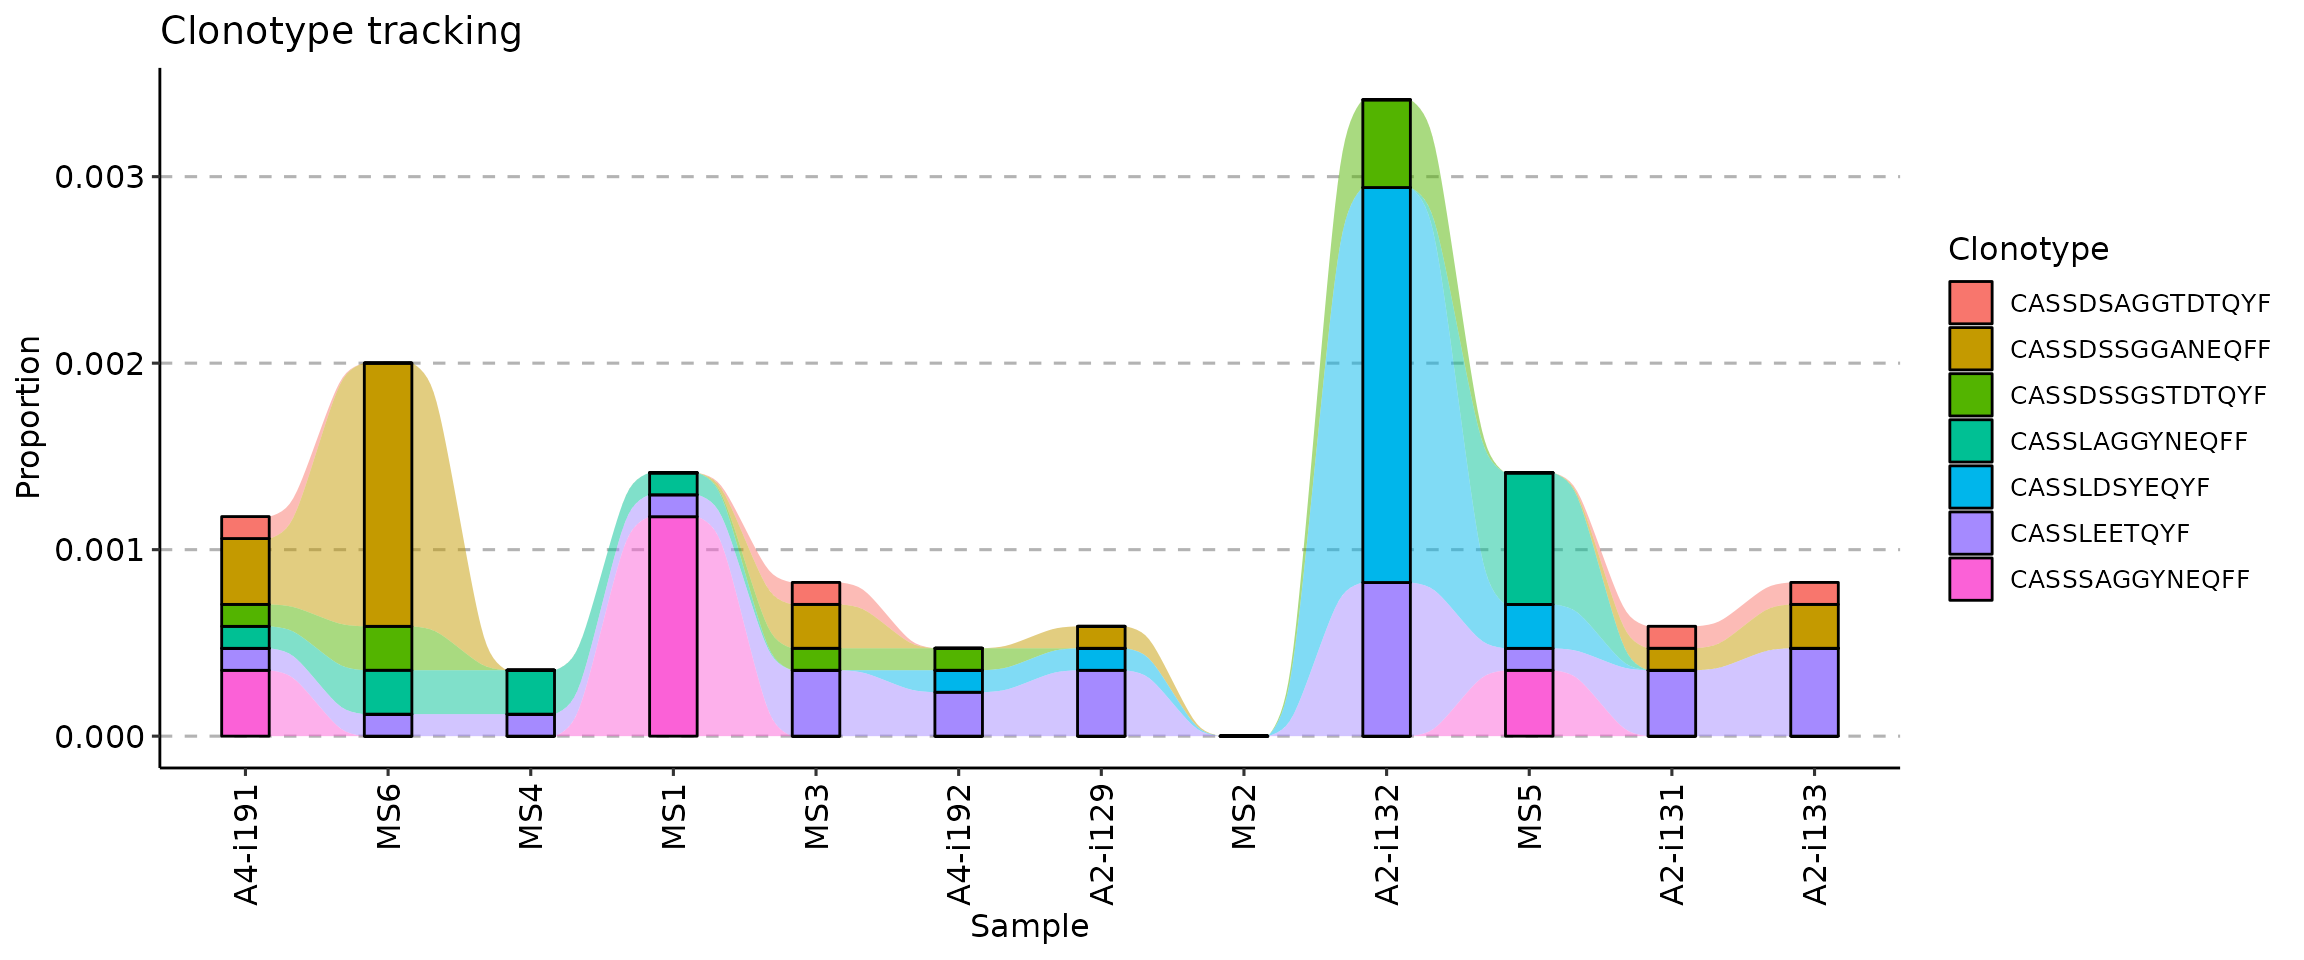 Clonotype tracking
Proportion
0.003
0.002
0.001
0.000
A4-i191
MS6
MS4
MS1
MS3
A4-i192
A2-i129
MS2
A2-i132
MS5
A2-i131
A2-i133
Sample
Clonotype
CASSDSAGGTDTQYF
CASSDSSGGANEQFF
CASSDSSGSTDTQYF
CASSLAGGYNEQFF
CASSLDSYEQYF
CASSLEETQYF
CASSSAGGYNEQFF